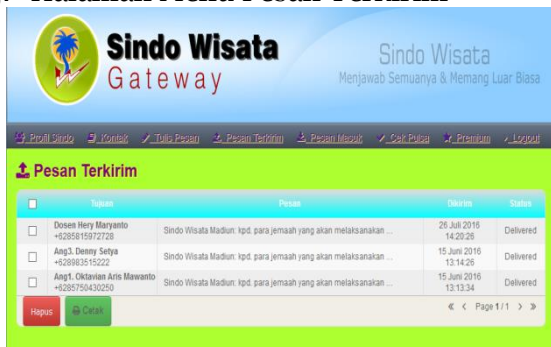 Sindo Wisata
Gateway
Sindo Wisata
Menjawab Semuanya & Memang Luar Biasa
Profil Sindo Kontak Tulis Pesan Pesan Terkirim Pesan Masuk Cek Pulsa Premium Logout
Pesan Terkirim
Tujuan Pesan Dikirim Status
Dosen Hery Maryanto
+6285815972728
Sindo Wisata Madiun: kpd. para jemaah yang akan melaksanakan ...
26 Juli 2016
14:20:26
Delivered
Ang3. Denny Setya
+628983515222
Sindo Wisata Madiun: kpd. para jemaah yang akan melaksanakan ...
15 Juni 2016
13:14:26
Delivered
Ang1. Oktavian Aris Mawanto
+6285750430250
Sindo Wisata Madiun: kpd. para jemaah yang akan melaksanakan ...
15 Juni 2016
13:13:34
Delivered
Hapus Cetak Page 1 / 1